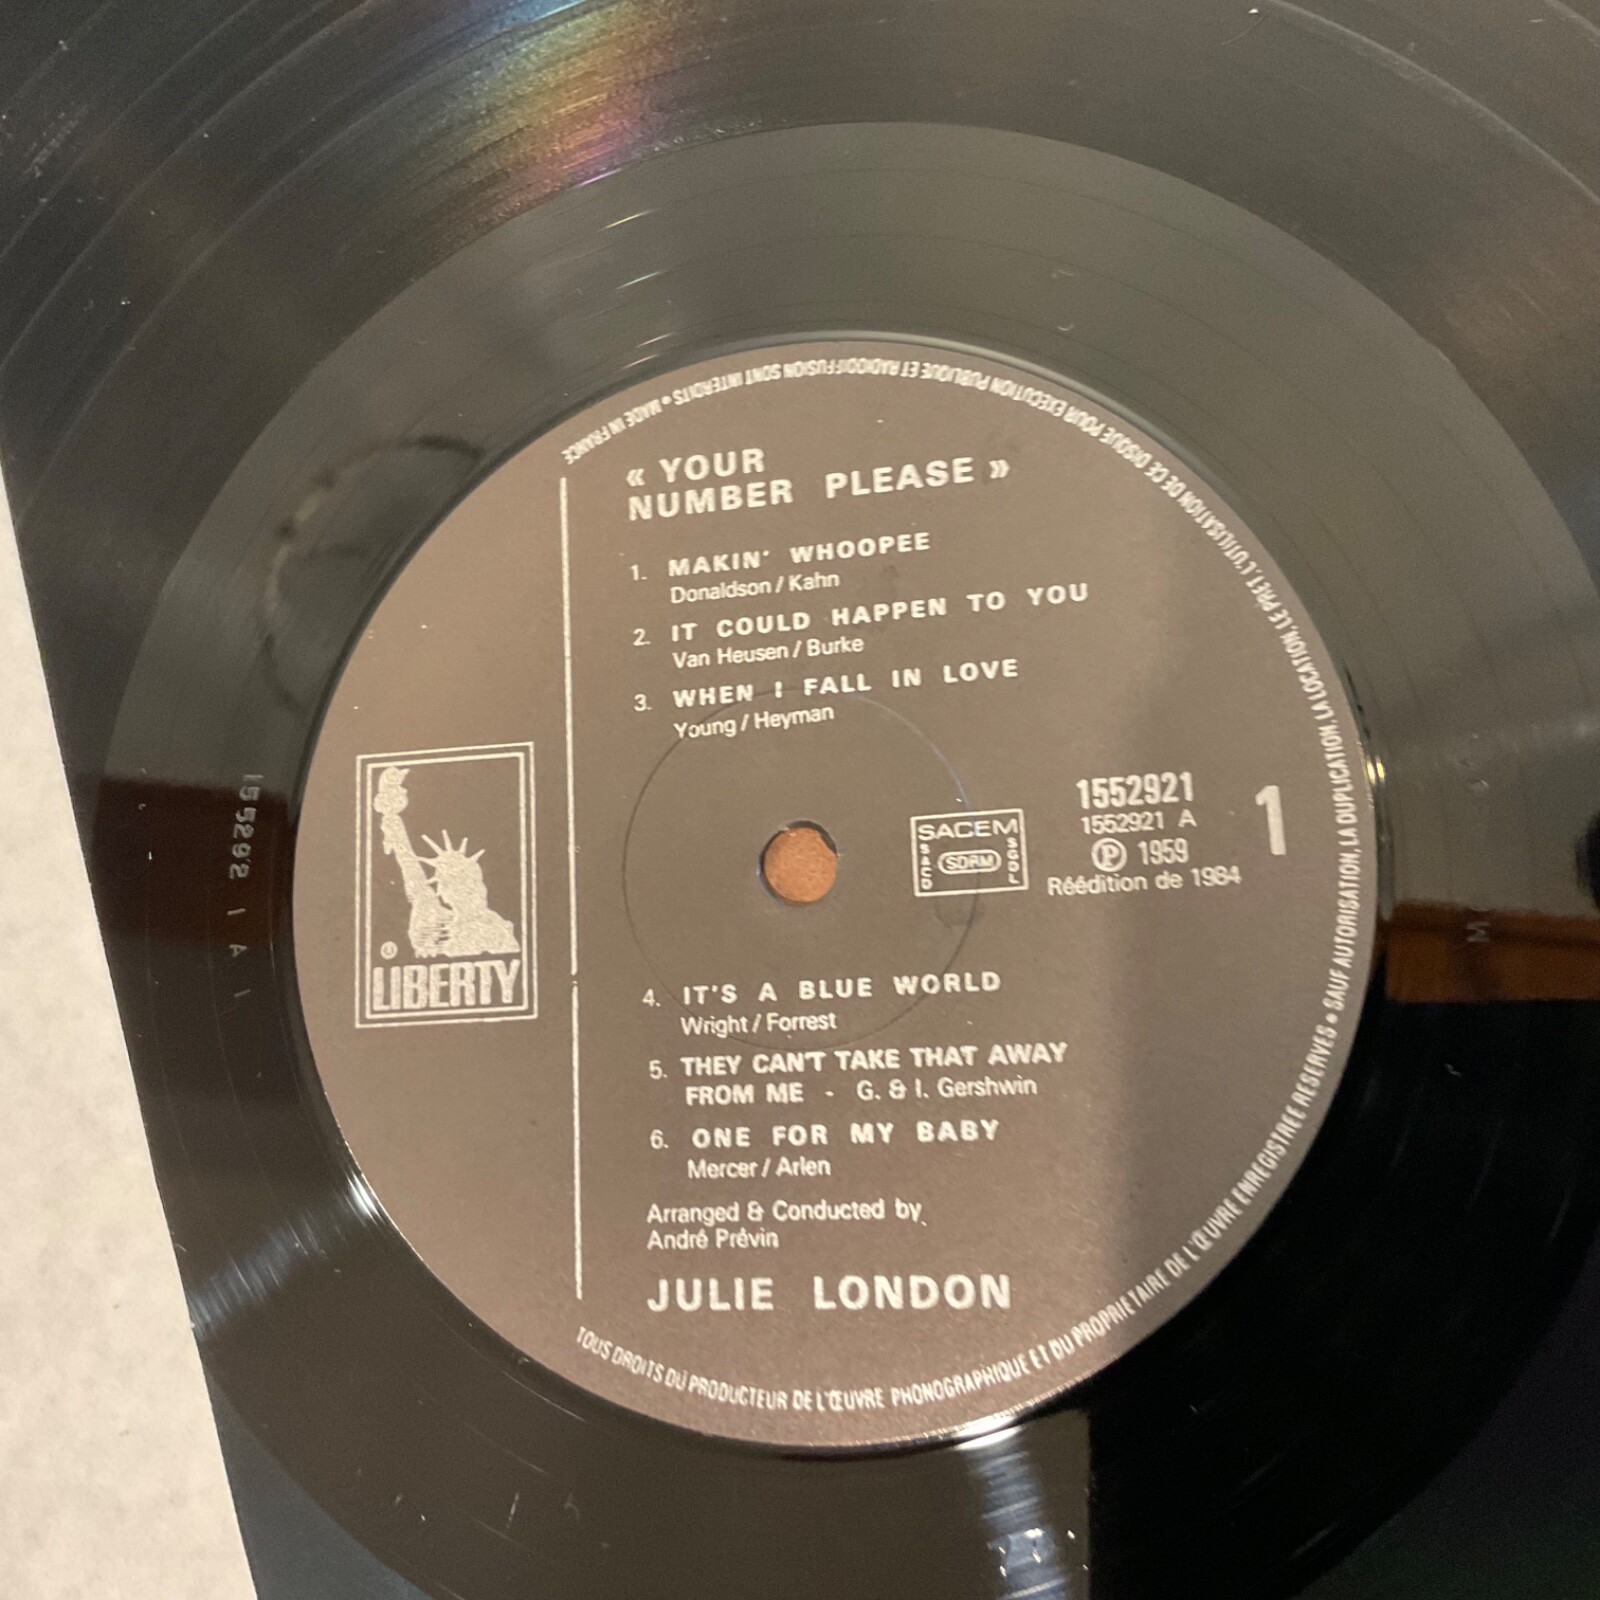 « YOUR
NUMBER PLEASE »
1. MAKIN' WHOOPEE
Donaldson / Kahn
2. IT COULD HAPPEN TO YOU
Van Heusen / Burke
3. WHEN I FALL IN LOVE
Young / Heyman
LIBERTY
SACEM
SACD
SDRM
SGDL
1552921
1552921 A
Ⓟ 1959
Réédition de 1984
1
4. IT'S A BLUE WORLD
Wright / Forrest
5. THEY CAN'T TAKE THAT AWAY
FROM ME - G. & I. Gershwin
6. ONE FOR MY BABY
Mercer / Arlen
Arranged & Conducted by
André Prévin
JULIE LONDON
TOUS DROITS DU PRODUCTEUR DE L'ŒUVRE PHONOGRAPHIQUE ET DU PROPRIETAIRE DE L'ŒUVRE ENREGISTREE RESERVES • SAUF AUTORISATION, LA DUPLICATION, LA LOCATION, LE PRET, L'UTILISATION DE CE DISQUE POUR EXECUTION PUBLIQUE ET RADIODIFFUSION SONT INTERDITS • MADE IN FRANCE
155292 1 A 1
M